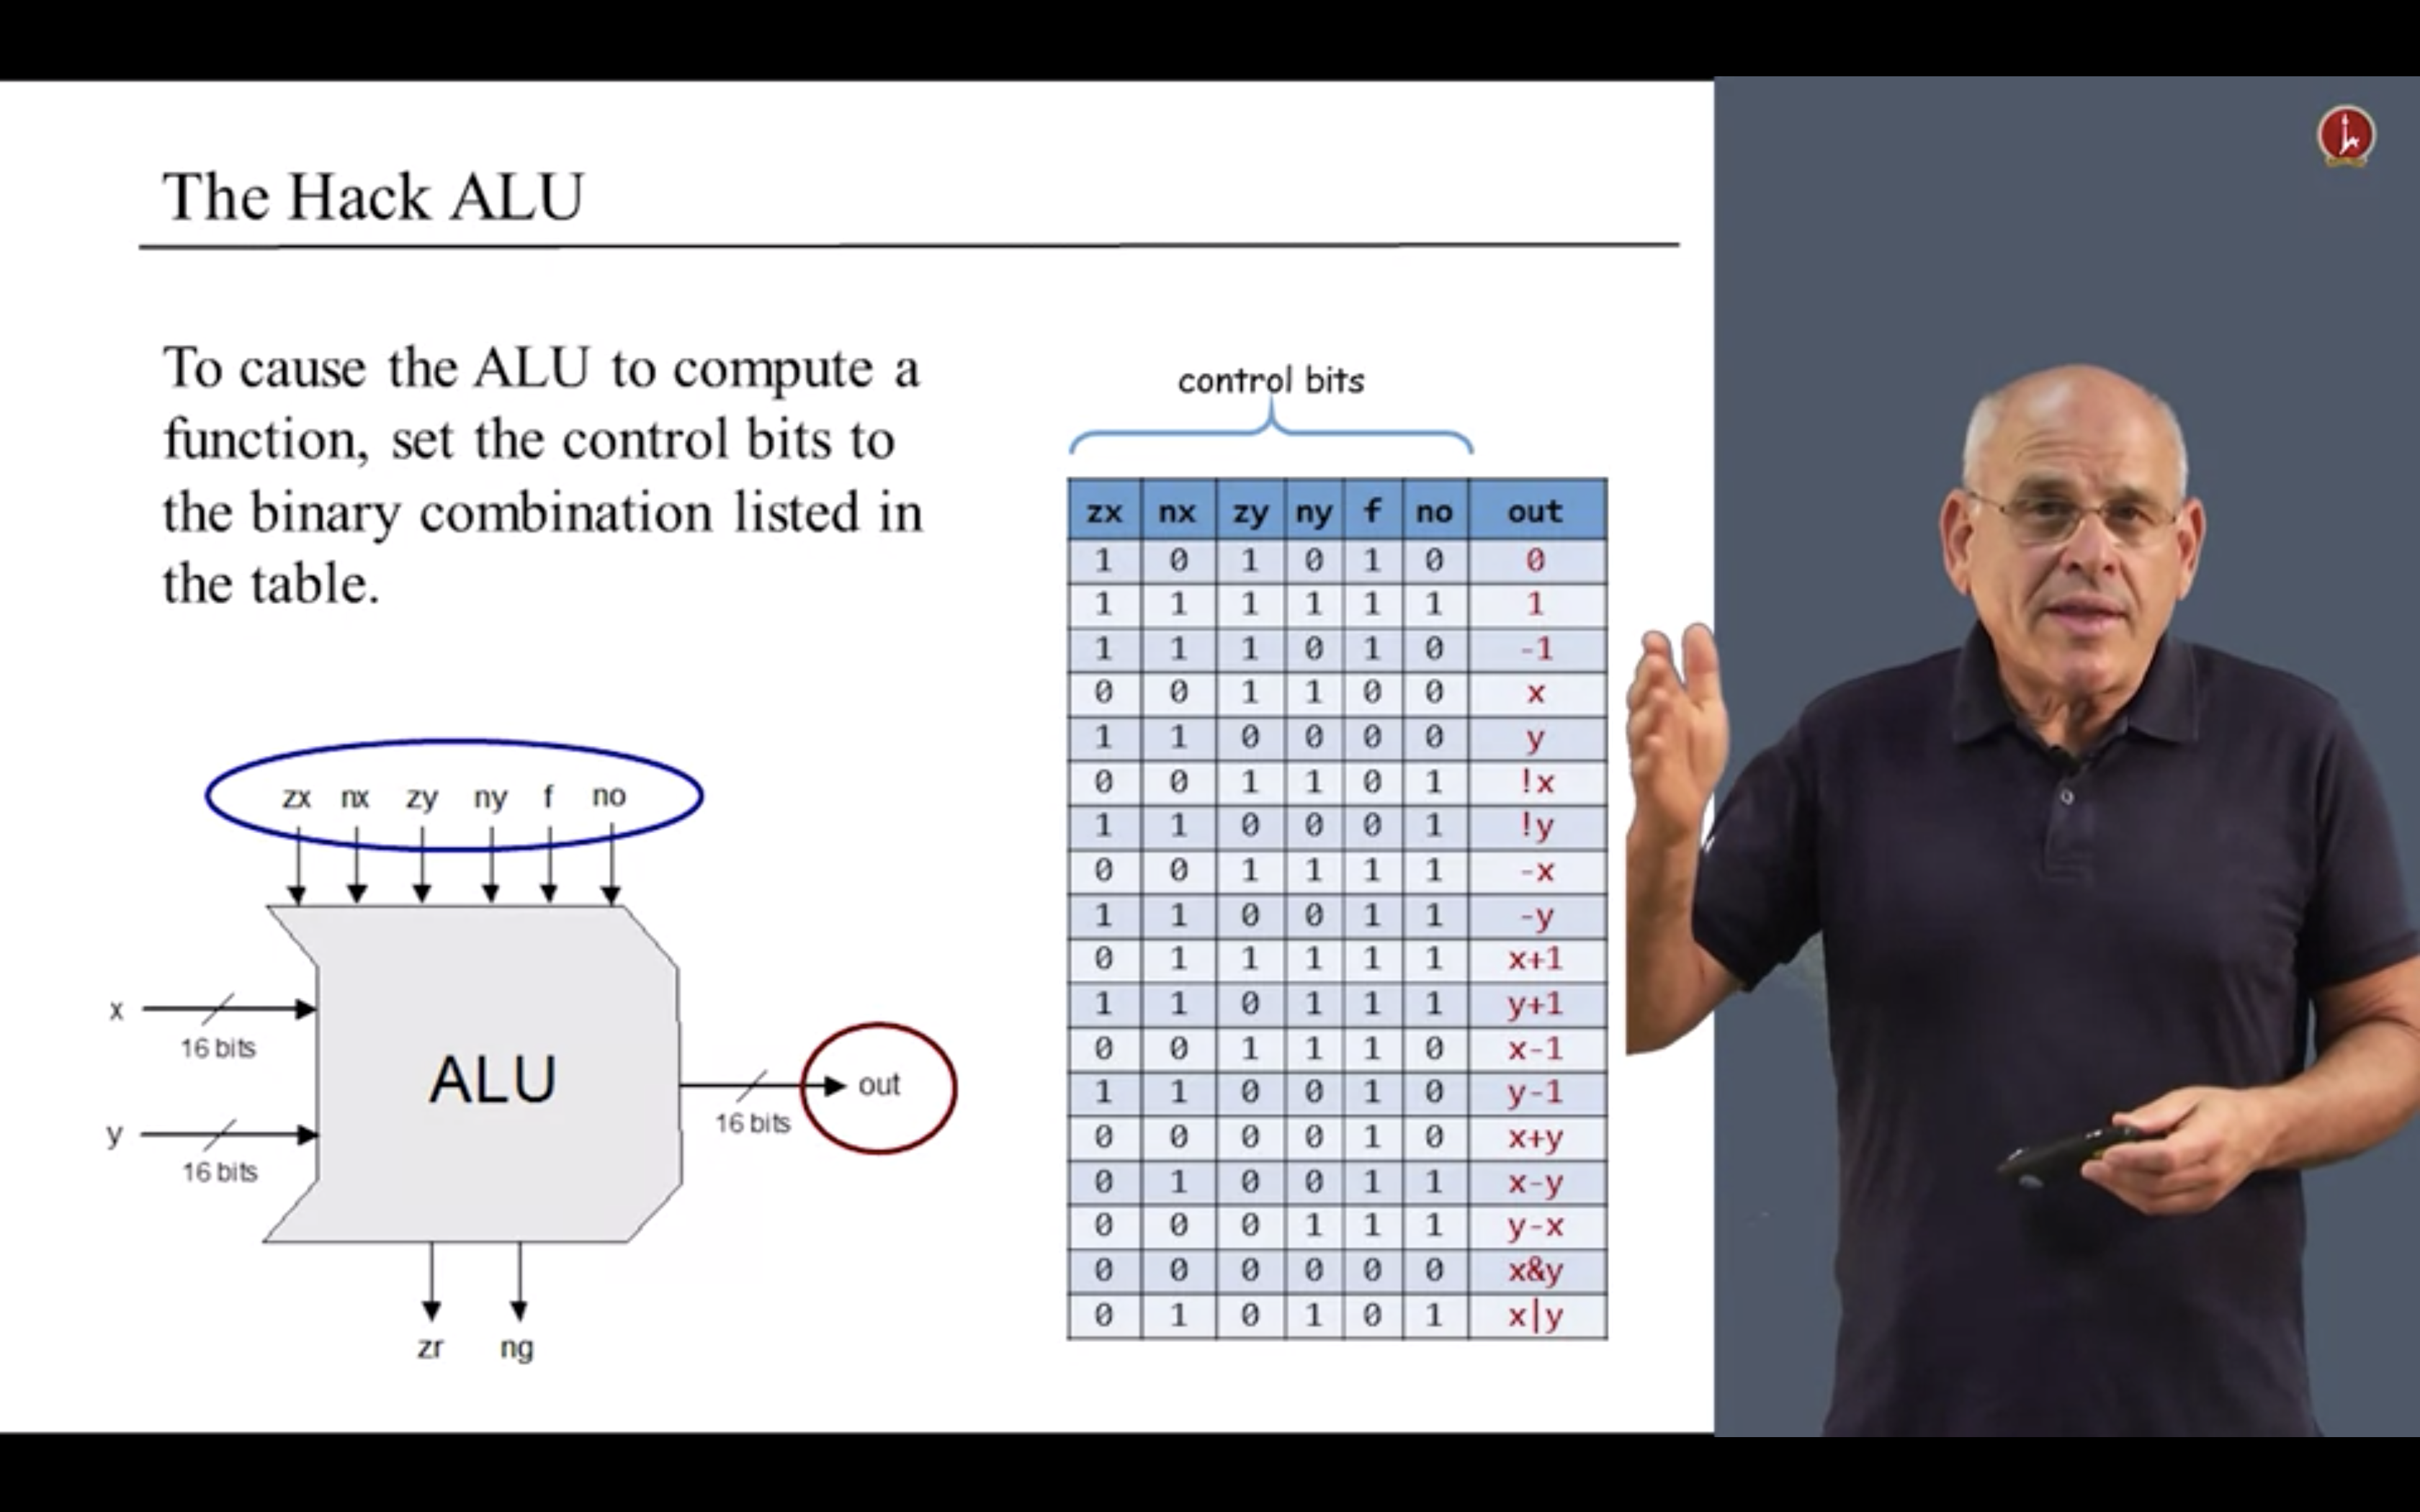 The Hack ALU
To cause the ALU to compute a
function, set the control bits to
the binary combination listed in
the table.
control bits
zx nx zy ny f no out
1 0 1 0 1 0 0
1 1 1 1 1 1 1
1 1 1 0 1 0 -1
0 0 1 1 0 0 x
1 1 0 0 0 0 y
0 0 1 1 0 1 !x
1 1 0 0 0 1 !y
0 0 1 1 1 1 -x
1 1 0 0 1 1 -y
0 1 1 1 1 1 x+1
1 1 0 1 1 1 y+1
0 0 1 1 1 0 x-1
1 1 0 0 1 0 y-1
0 0 0 0 1 0 x+y
0 1 0 0 1 1 x-y
0 0 0 1 1 1 y-x
0 0 0 0 0 0 x&y
0 1 0 1 0 1 x|y
zx nx zy ny f no
x
16 bits
y
16 bits
ALU
16 bits
out
zr ng